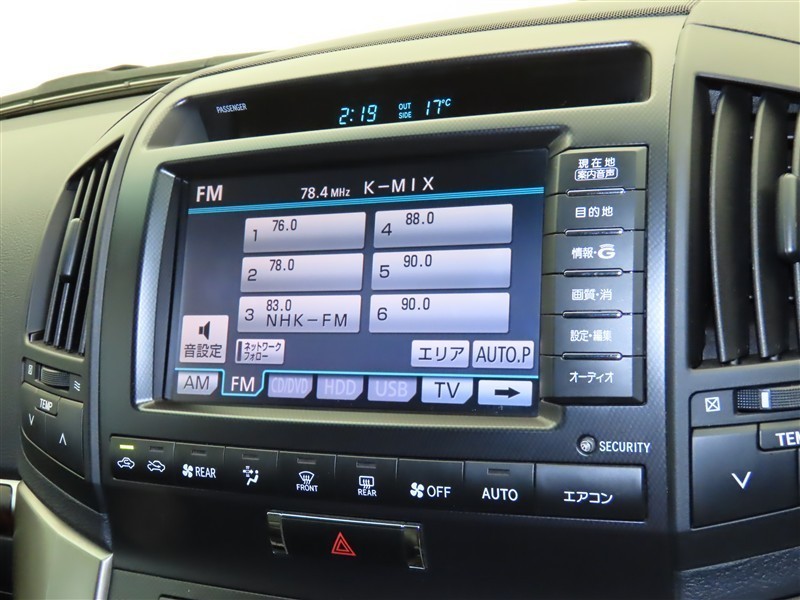 PASSENGER
2:19 OUT SIDE 17°C
FM 78.4 MHz K-MIX
1 76.0
4 88.0
2 78.0
5 90.0
3 83.0 NHK-FM
6 90.0
音設定
ネットワーク
フォロー
エリア
AUTO.P
AM FM CD/DVD HDD USB TV
現在地
案内音声
目的地
情報・G
画質・消
設定・編集
オーディオ
TEMP
REAR
FRONT
REAR
OFF
AUTO
エアコン
SECURITY